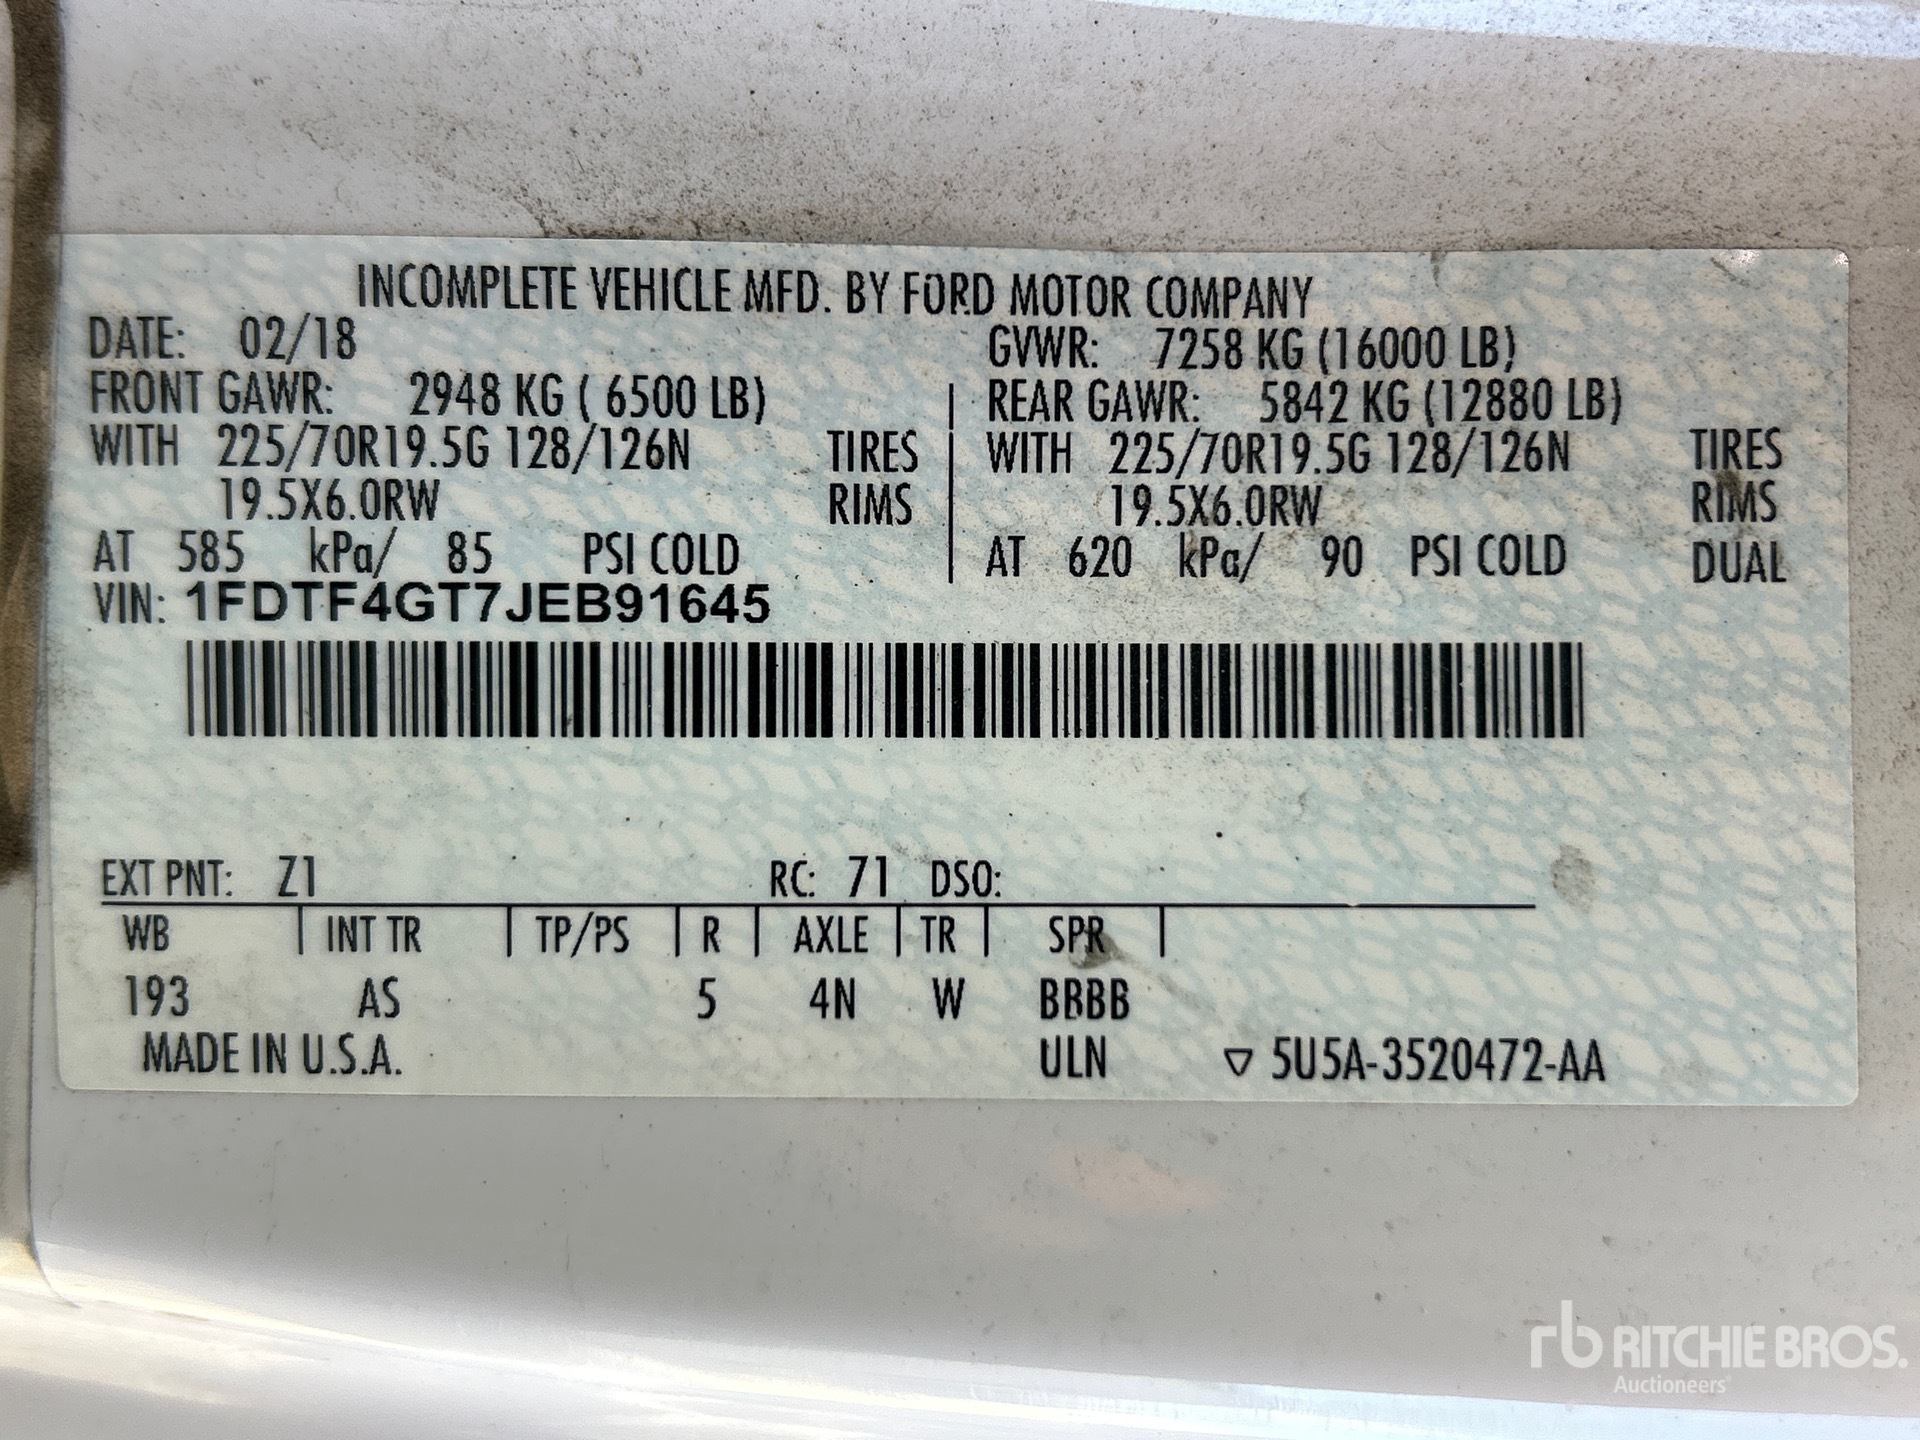 INCOMPLETE VEHICLE MFD. BY FORD MOTOR COMPANY
DATE: 02/18 GVWR: 7258 KG (16000 LB)
FRONT GAWR: 2948 KG ( 6500 LB) REAR GAWR: 5842 KG (12880 LB)
WITH 225/70R19.5G 128/126N TIRES WITH 225/70R19.5G 128/126N TIRES
19.5X6.0RW RIMS 19.5X6.0RW RIMS
AT 585 kPa/ 85 PSI COLD AT 620 kPa/ 90 PSI COLD DUAL
VIN: 1FDTF4GT7JEB91645
EXT PNT: Z1 RC: 71 DSO:
WB INT TR TP/PS R AXLE TR SPR
193 AS 5 4N W BBBB
MADE IN U.S.A. ULN ▽ 5U5A-3520472-AA
rb RITCHIE BROS.
Auctioneers